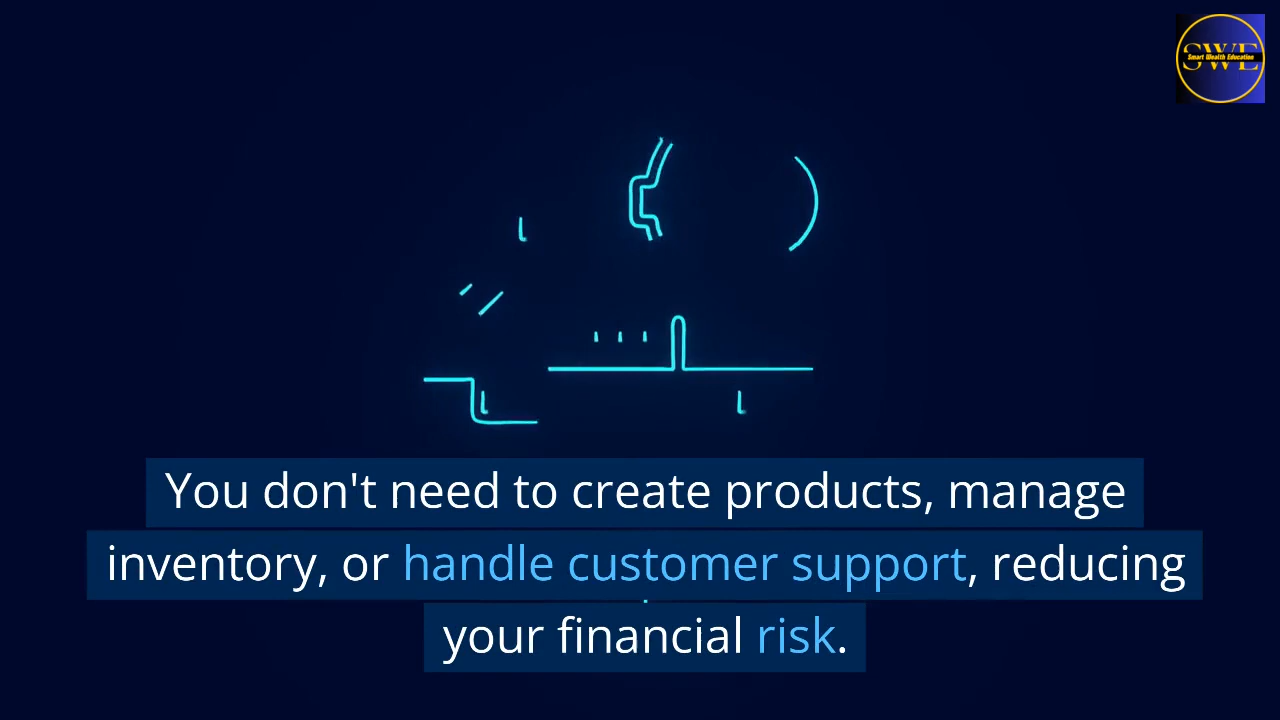 SWE
Smart Wealth Education
You don't need to create products, manage
inventory, or handle customer support, reducing
your financial risk.